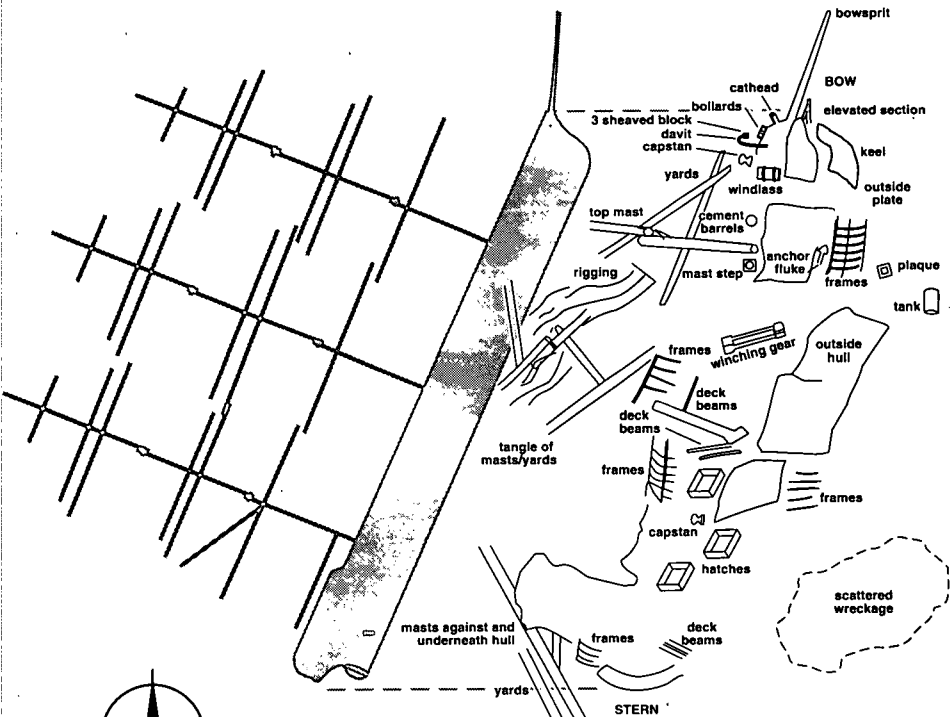 bowsprit
BOW
cathead
bollards
elevated section
3 sheaved block
davit
capstan
keel
yards
windlass
outside
plate
top mast
cement
barrels
anchor
fluke
mast step
frames
plaque
rigging
tank
winching gear
outside
hull
frames
deck
beams
deck
beams
tangle of
masts/yards
frames
frames
capstan
hatches
scattered
wreckage
masts against and
underneath hull
frames
deck
beams
yards
STERN